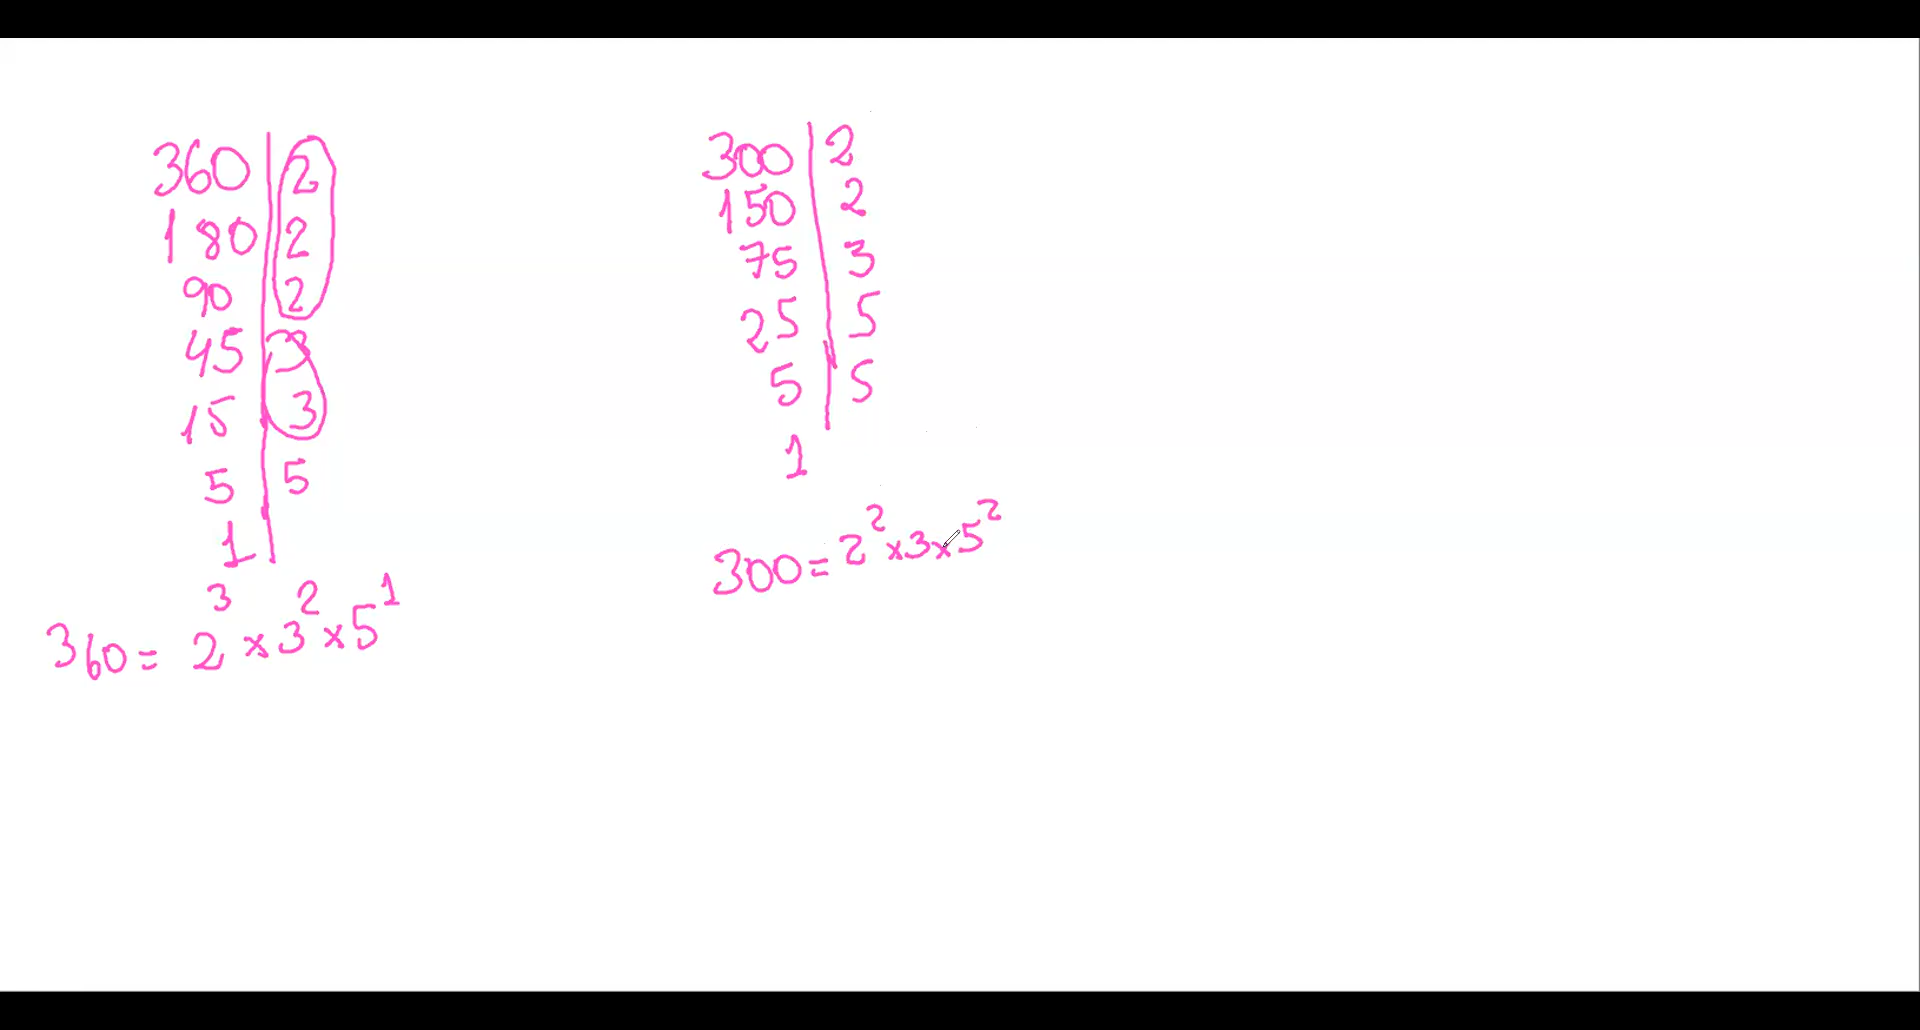 360 | 2
180 | 2
90 | 2
45 | 3
15 | 3
5 | 5
1 |
360 = 2³ × 3² × 5¹
300 | 2
150 | 2
75 | 3
25 | 5
5 | 5
1
300 = 2² × 3 × 5²